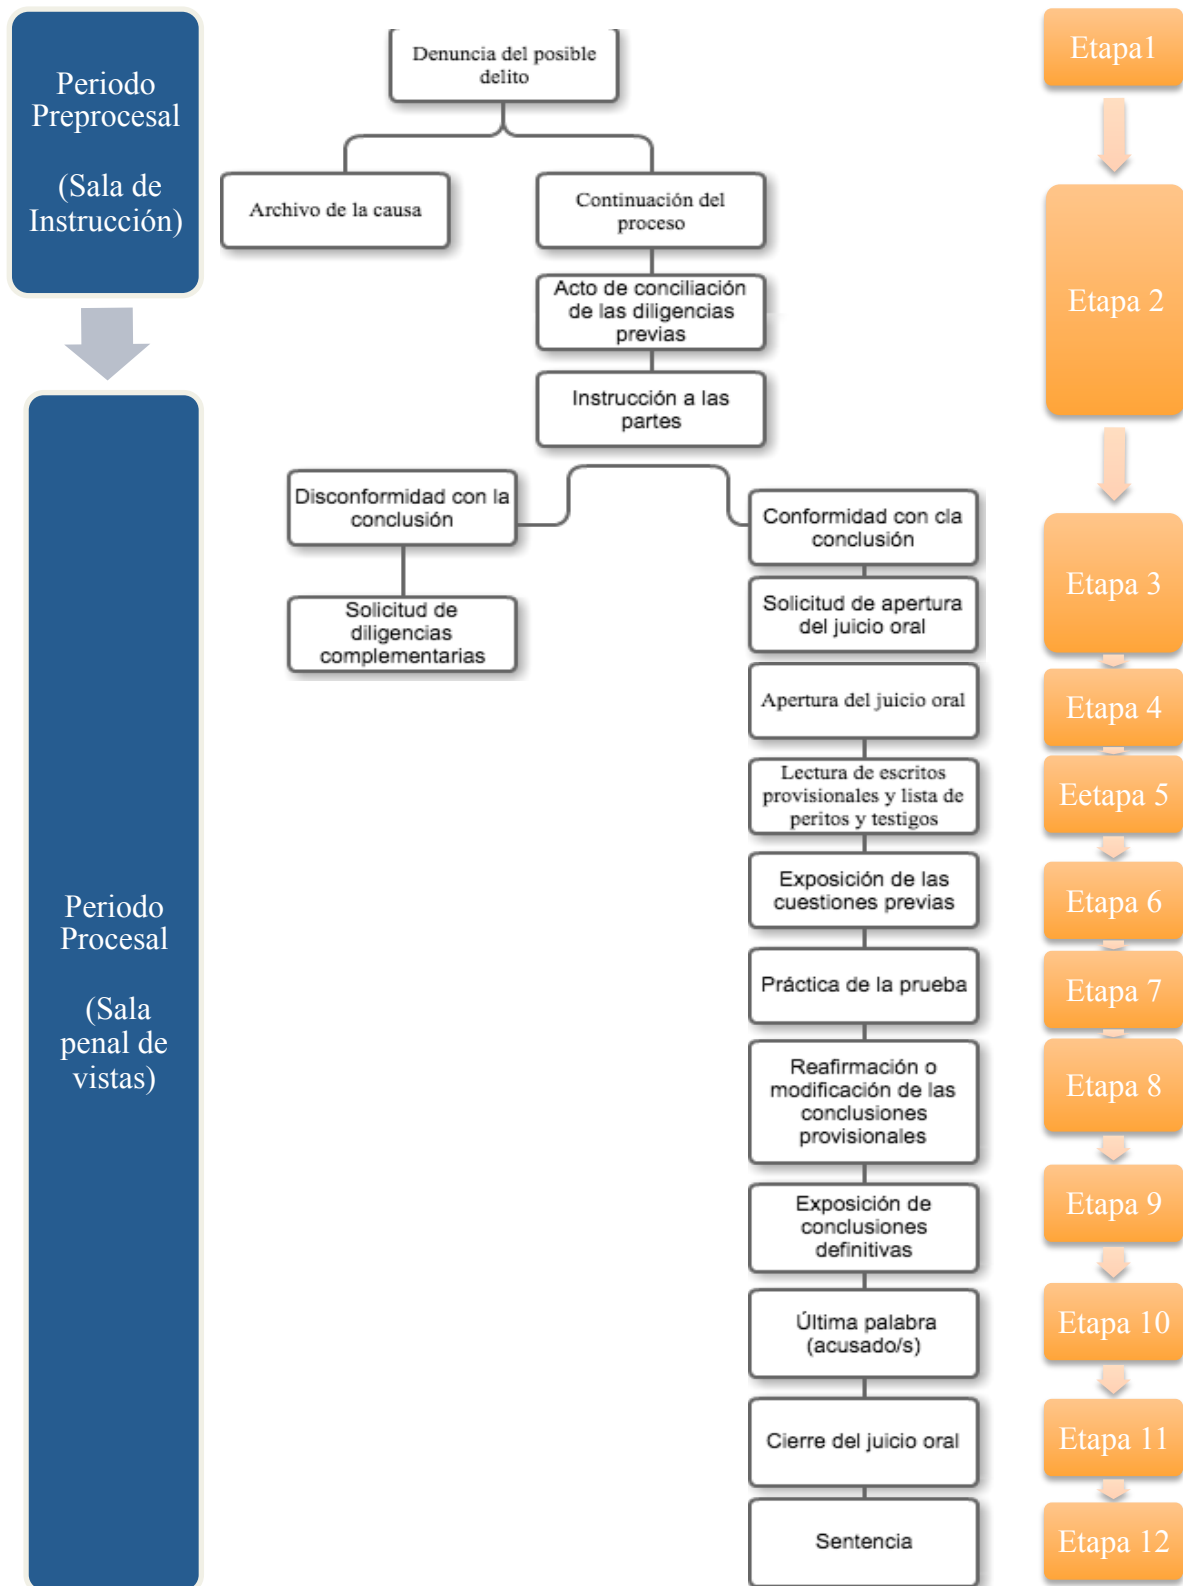 Periodo
Preprocesal
(Sala de
Instrucción)
Periodo
Procesal
(Sala
penal de
vistas)
Denuncia del posible
delito
Archivo de la causa
Continuación del
proceso
Acto de conciliación
de las diligencias
previas
Instrucción a las
partes
Disconformidad con la
conclusión
Solicitud de
diligencias
complementarias
Conformidad con cla
conclusión
Solicitud de apertura
del juicio oral
Apertura del juicio oral
Lectura de escritos
provisionales y lista de
peritos y testigos
Exposición de las
cuestiones previas
Práctica de la prueba
Reafirmación o
modificación de las
conclusiones
provisionales
Exposición de
conclusiones
definitivas
Última palabra
(acusado/s)
Cierre del juicio oral
Sentencia
Etapa1
Etapa 2
Etapa 3
Etapa 4
Eetapa 5
Etapa 6
Etapa 7
Etapa 8
Etapa 9
Etapa 10
Etapa 11
Etapa 12